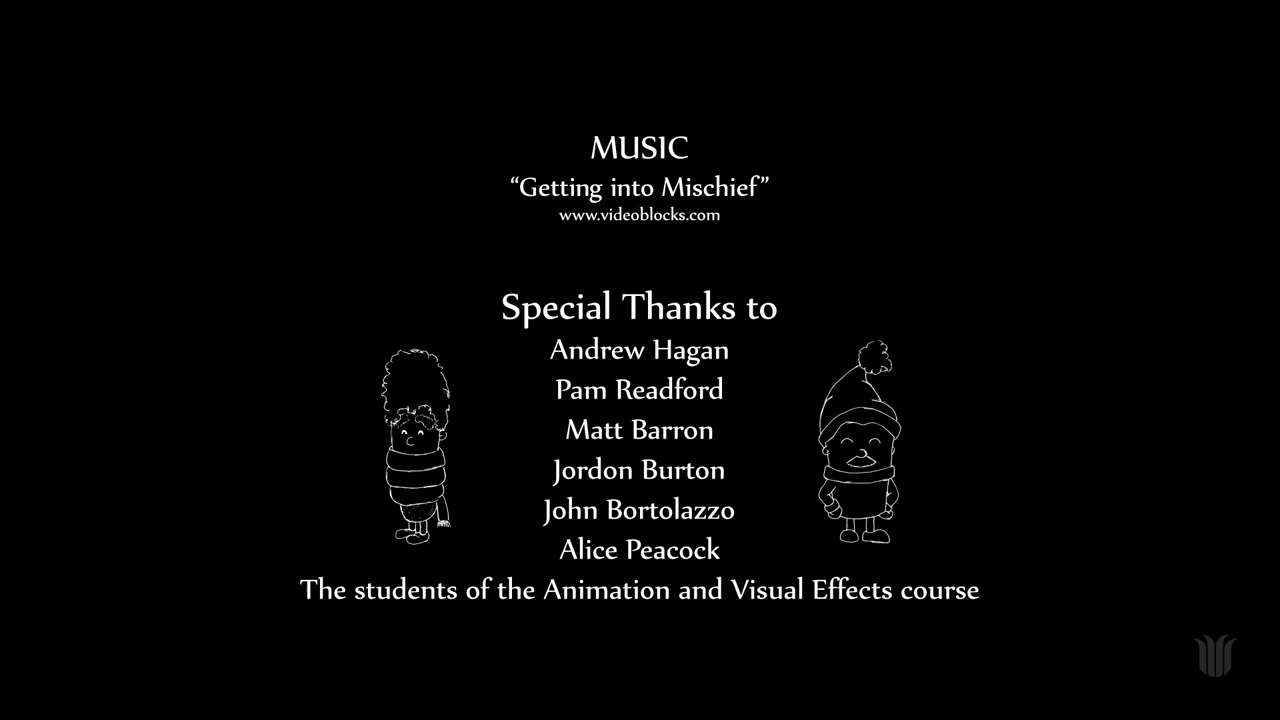 MUSIC
“Getting into Mischief”
www.videoblocks.com
Special Thanks to
Andrew Hagan
Pam Readford
Matt Barron
Jordon Burton
John Bortolazzo
Alice Peacock
The students of the Animation and Visual Effects course